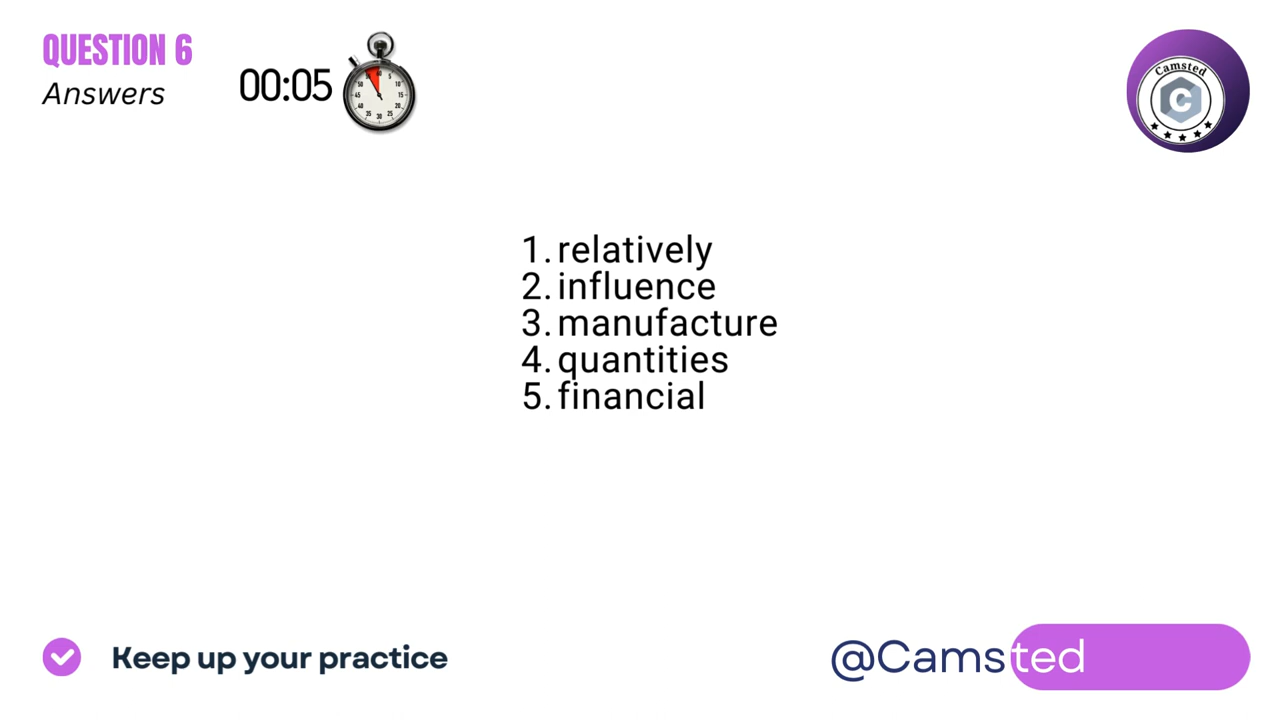 QUESTION 6
Answers
00:05
Camsted
C
1. relatively
2. influence
3. manufacture
4. quantities
5. financial
Keep up your practice
@Camsted